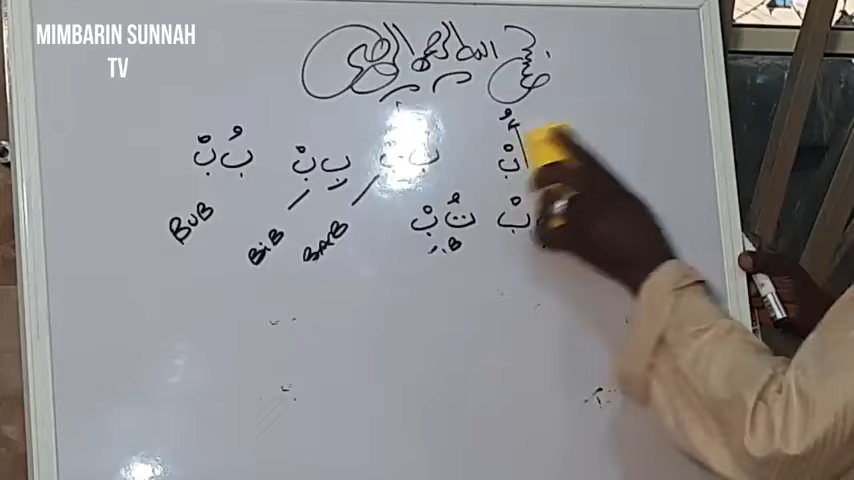 MIMBARIN SUNNAH
TV
بسم الله الرحمن الرحيم
أُبْ بَبْ بِبْ بُبْ
بْ تُبْ
BUB BiB BAB